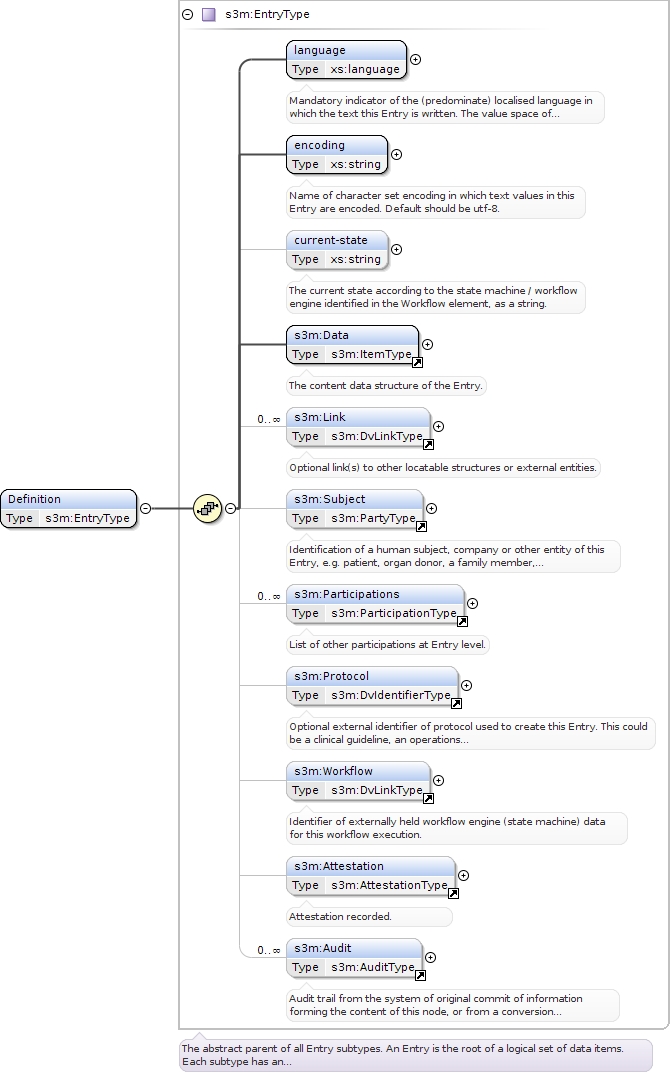 s3m:EntryType
language
Type xs:language
Mandatory indicator of the (predominate) localised language in
which the text this Entry is written. The value space of...
encoding
Type xs:string
Name of character set encoding in which text values in this
Entry are encoded. Default should be utf-8.
current-state
Type xs:string
The current state according to the state machine / workflow
engine identified in the Workflow element, as a string.
s3m:Data
Type s3m:ItemType
The content data structure of the Entry.
0..∞
s3m:Link
Type s3m:DvLinkType
Optional link(s) to other locatable structures or external entities.
Definition
Type s3m:EntryType
s3m:Subject
Type s3m:PartyType
Identification of a human subject, company or other entity of this
Entry, e.g. patient, organ donor, a family member,...
0..∞
s3m:Participations
Type s3m:ParticipationType
List of other participations at Entry level.
s3m:Protocol
Type s3m:DvIdentifierType
Optional external identifier of protocol used to create this Entry. This could
be a clinical guideline, an operations...
s3m:Workflow
Type s3m:DvLinkType
Identifier of externally held workflow engine (state machine) data
for this workflow execution.
s3m:Attestation
Type s3m:AttestationType
Attestation recorded.
0..∞
s3m:Audit
Type s3m:AuditType
Audit trail from the system of original commit of information
forming the content of this node, or from a conversion...
The abstract parent of all Entry subtypes. An Entry is the root of a logical set of data items.
Each subtype has an...